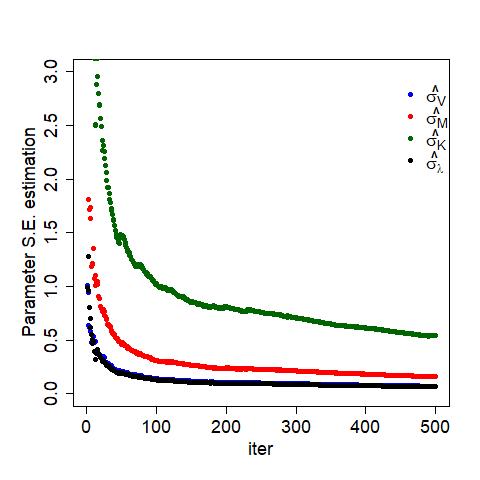 Parameter S.E. estimation
3.0
2.5
2.0
1.5
1.0
0.5
0.0
σ̂V
σ̂M
σ̂K
σ̂λ
0 100 200 300 400 500
iter